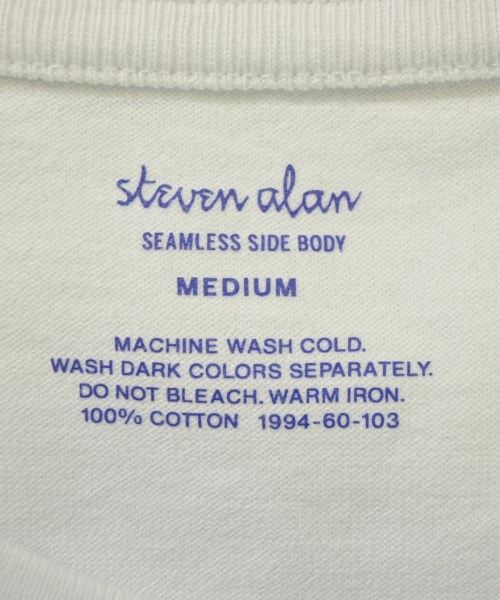 steven alan
SEAMLESS SIDE BODY
MEDIUM
MACHINE WASH COLD.
WASH DARK COLORS SEPARATELY.
DO NOT BLEACH. WARM IRON.
100% COTTON 1994-60-103